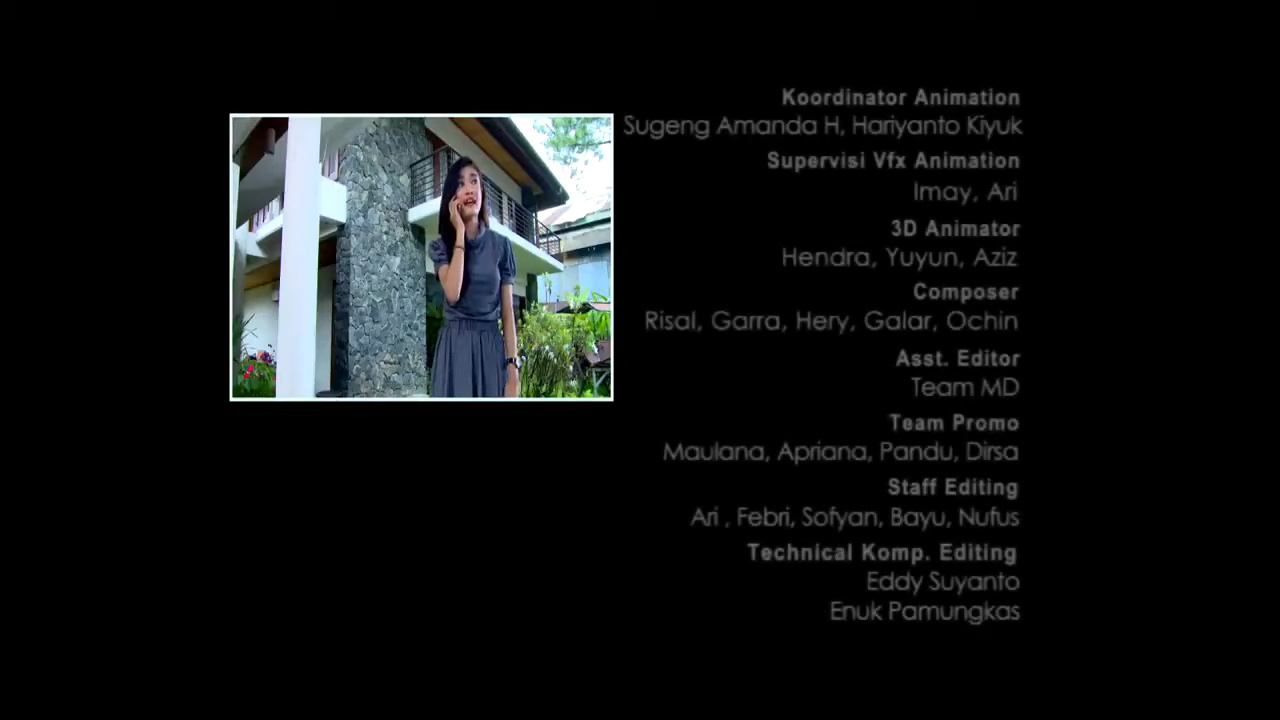 Koordinator Animation
Sugeng Amanda H, Hariyanto Kiyuk
Supervisi Vfx Animation
Imay, Ari
3D Animator
Hendra, Yuyun, Aziz
Composer
Risal, Garra, Hery, Galar, Ochin
Asst. Editor
Team MD
Team Promo
Maulana, Apriana, Pandu, Dirsa
Staff Editing
Ari , Febri, Sofyan, Bayu, Nufus
Technical Komp. Editing
Eddy Suyanto
Enuk Pamungkas